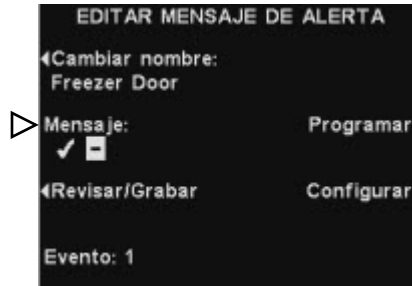 EDITAR MENSAJE DE ALERTA
Cambiar nombre:
Freezer Door
Mensaje: Programar
Revisar/Grabar Configurar
Evento: 1